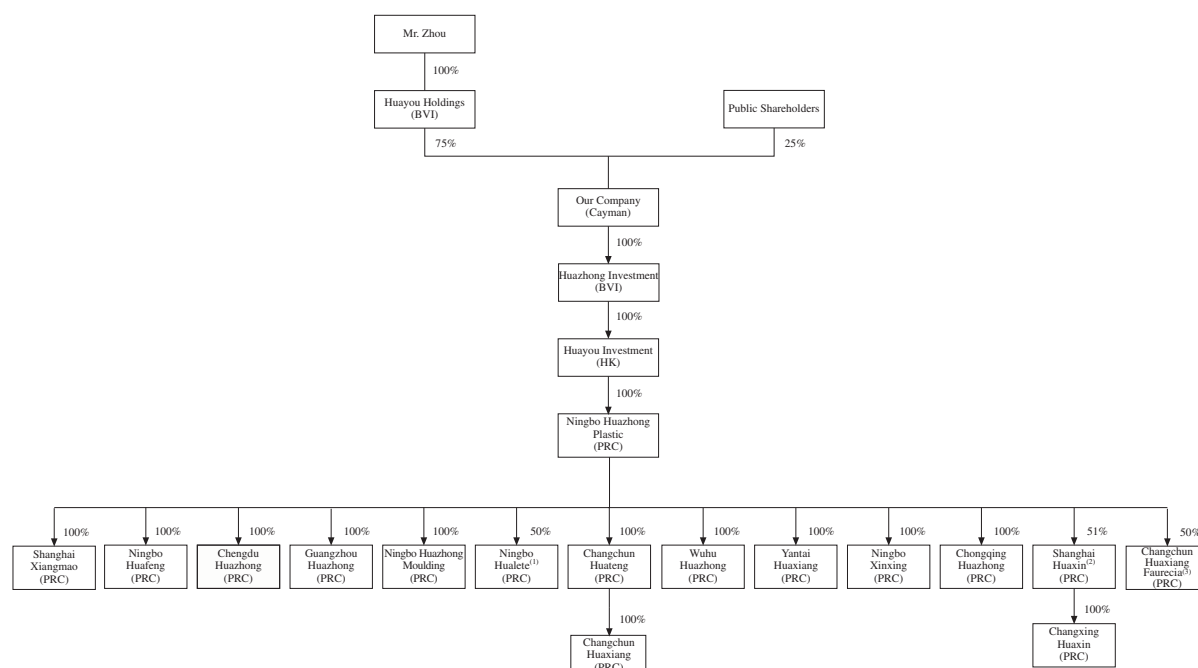 Mr. Zhou
100%
Huayou Holdings
(BVI)
Public Shareholders
75%
25%
Our Company
(Cayman)
100%
Huazhong Investment
(BVI)
100%
Huayou Investment
(HK)
100%
Ningbo Huazhong
Plastic
(PRC)
100%
Shanghai
Xiangmao
(PRC)
100%
Ningbo
Huafeng
(PRC)
100%
Chengdu
Huazhong
(PRC)
100%
Guangzhou
Huazhong
(PRC)
100%
Ningbo Huazhong
Moulding
(PRC)
50%
Ningbo
Hualete(1)
(PRC)
100%
Changchun
Huateng
(PRC)
100%
Wuhu
Huazhong
(PRC)
100%
Yantai
Huaxiang
(PRC)
100%
Ningbo
Xinxing
(PRC)
100%
Chongqing
Huazhong
(PRC)
51%
Shanghai
Huaxin(2)
(PRC)
50%
Changchun
Huaxiang
Faurecia(3)
(PRC)
100%
Changchun
Huaxiang
(PRC)
100%
Changxing
Huaxin
(PRC)